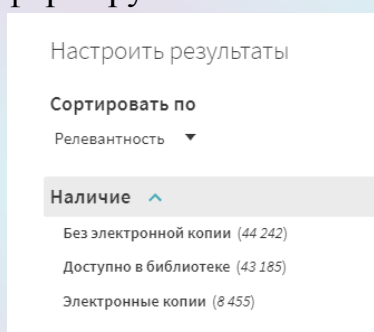 Настроить результаты
Сортировать по
Релевантность
Наличие
Без электронной копии (44 242)
Доступно в библиотеке (43 185)
Электронные копии (8 455)